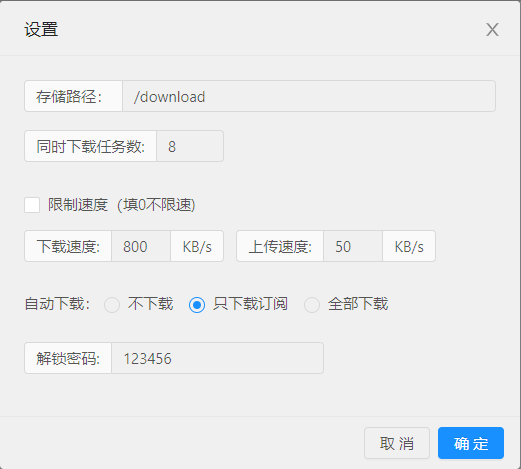 设置
存储路径: /download
同时下载任务数: 8
限制速度（填0不限速)
下载速度: 800 KB/s 上传速度: 50 KB/s
自动下载: 不下载 只下载订阅 全部下载
解锁密码: 123456
取消 确定